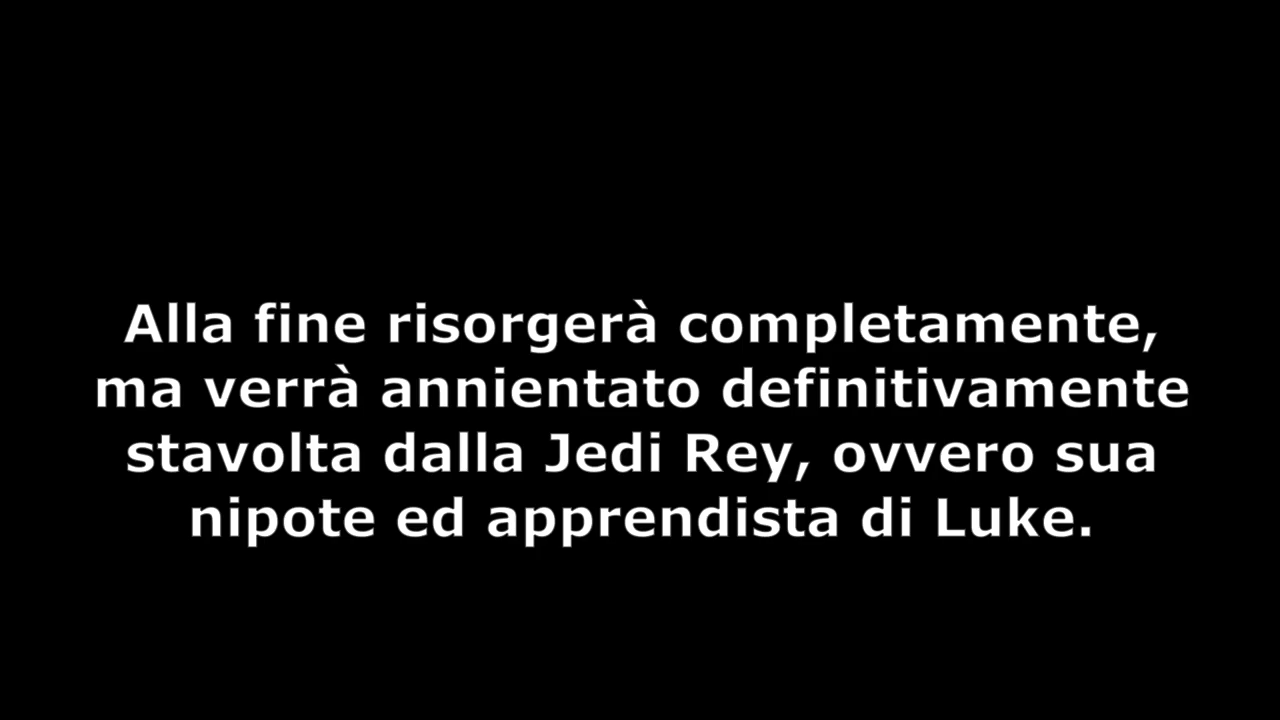 Alla fine risorgerà completamente,
ma verrà annientato definitivamente
stavolta dalla Jedi Rey, ovvero sua
nipote ed apprendista di Luke.